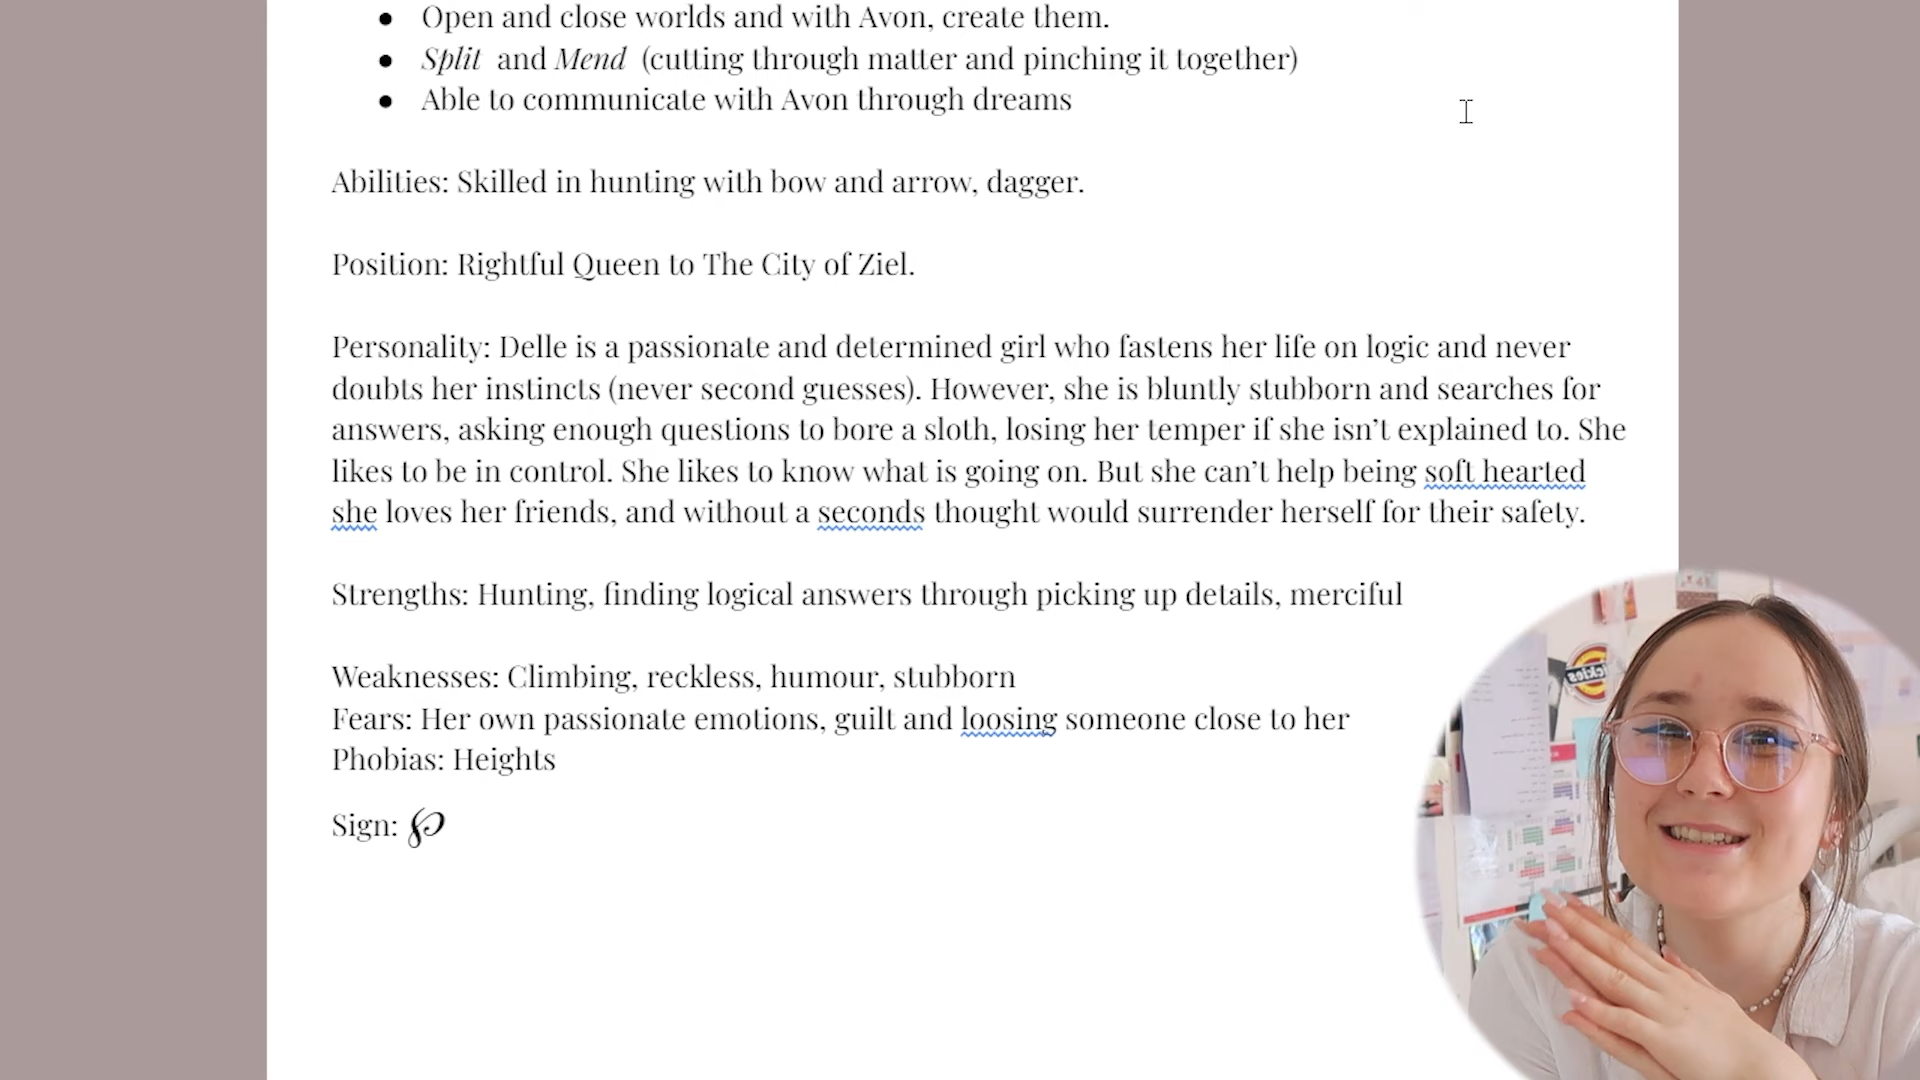 ● Open and close worlds and with Avon, create them.
● Split and Mend (cutting through matter and pinching it together)
● Able to communicate with Avon through dreams
Abilities: Skilled in hunting with bow and arrow, dagger.
Position: Rightful Queen to The City of Ziel.
Personality: Delle is a passionate and determined girl who fastens her life on logic and never
doubts her instincts (never second guesses). However, she is bluntly stubborn and searches for
answers, asking enough questions to bore a sloth, losing her temper if she isn’t explained to. She
likes to be in control. She likes to know what is going on. But she can’t help being soft hearted
she loves her friends, and without a seconds thought would surrender herself for their safety.
Strengths: Hunting, finding logical answers through picking up details, merciful
Weaknesses: Climbing, reckless, humour, stubborn
Fears: Her own passionate emotions, guilt and loosing someone close to her
Phobias: Heights
Sign: ℘